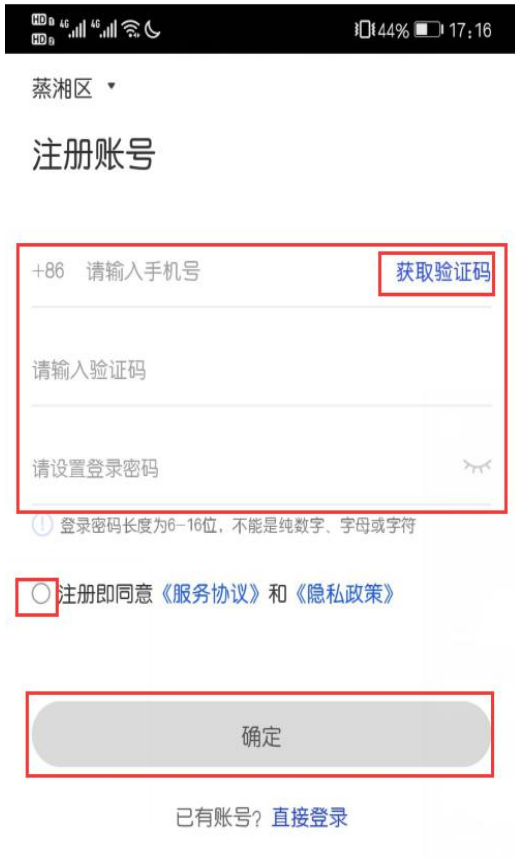 HD 4G 4G 44% 17:16
HD
蒸湘区
注册账号
+86 请输入手机号 获取验证码
请输入验证码
请设置登录密码
登录密码长度为6-16位，不能是纯数字、字母或字符
注册即同意《服务协议》和《隐私政策》
确定
已有账号? 直接登录